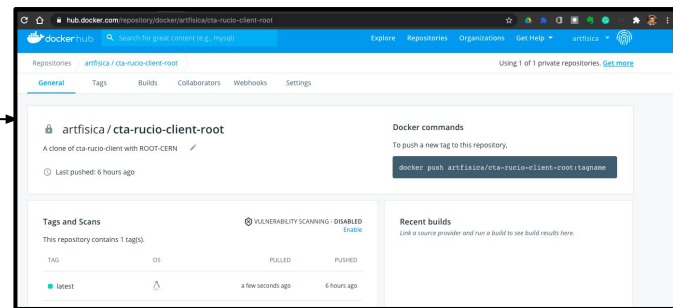 hub.docker.com/repository/docker/artfisica/cta-rucio-client-root
dockerhub
Search for great content (e.g., mysql)
Explore Repositories Organizations Get Help artfisica
Repositories artfisica / cta-rucio-client-root Using 1 of 1 private repositories. Get more
General Tags Builds Collaborators Webhooks Settings
artfisica / cta-rucio-client-root
A clone of cta-rucio-client with ROOT-CERN
Last pushed: 6 hours ago
Docker commands
To push a new tag to this repository,
docker push artfisica/cta-rucio-client-root:tagname
Tags and Scans
VULNERABILITY SCANNING - DISABLED
Enable
This repository contains 1 tag(s).
TAG OS PULLED PUSHED
latest a few seconds ago 6 hours ago
Recent builds
Link a source provider and run a build to see build results here.